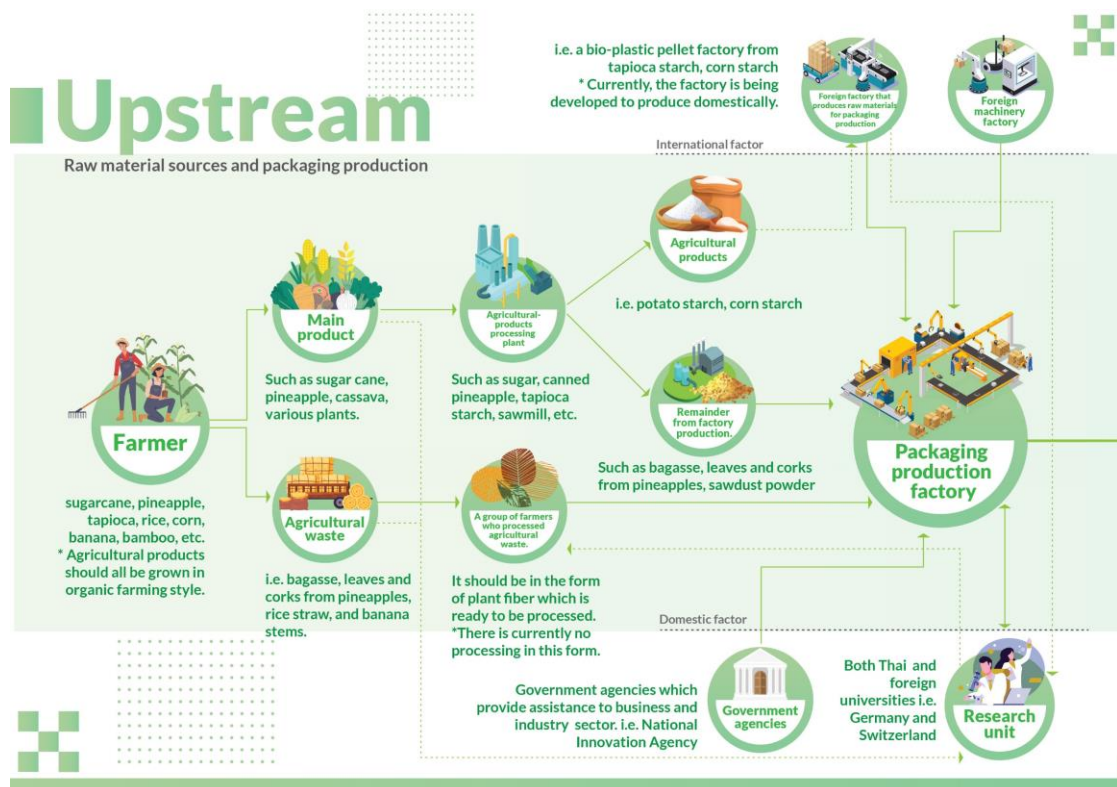 Upstream
Raw material sources and packaging production
i.e. a bio-plastic pellet factory from
tapioca starch, corn starch
* Currently, the factory is being
developed to produce domestically.
Foreign factory that
produces raw materials
for packaging
production
Foreign
machinery
factory
International factor
Agricultural
products
i.e. potato starch, corn starch
Main
product
Such as sugar cane,
pineapple, cassava,
various plants.
Agricultural-
products
processing
plant
Such as sugar, canned
pineapple, tapioca
starch, sawmill, etc.
Remainder
from factory
production.
Such as bagasse, leaves and corks
from pineapples, sawdust powder
Farmer
sugarcane, pineapple,
tapioca, rice, corn,
banana, bamboo, etc.
* Agricultural products
should all be grown in
organic farming style.
Agricultural
waste
i.e. bagasse, leaves and
corks from pineapples,
rice straw, and banana
stems.
A group of farmers
who processed
agricultural
waste.
It should be in the form
of plant fiber which is
ready to be processed.
*There is currently no
processing in this form.
Packaging
production
factory
Domestic factor
Government agencies which
provide assistance to business and
industry sector. i.e. National
Innovation Agency
Government
agencies
Both Thai and
foreign
universities i.e.
Germany and
Switzerland
Research
unit